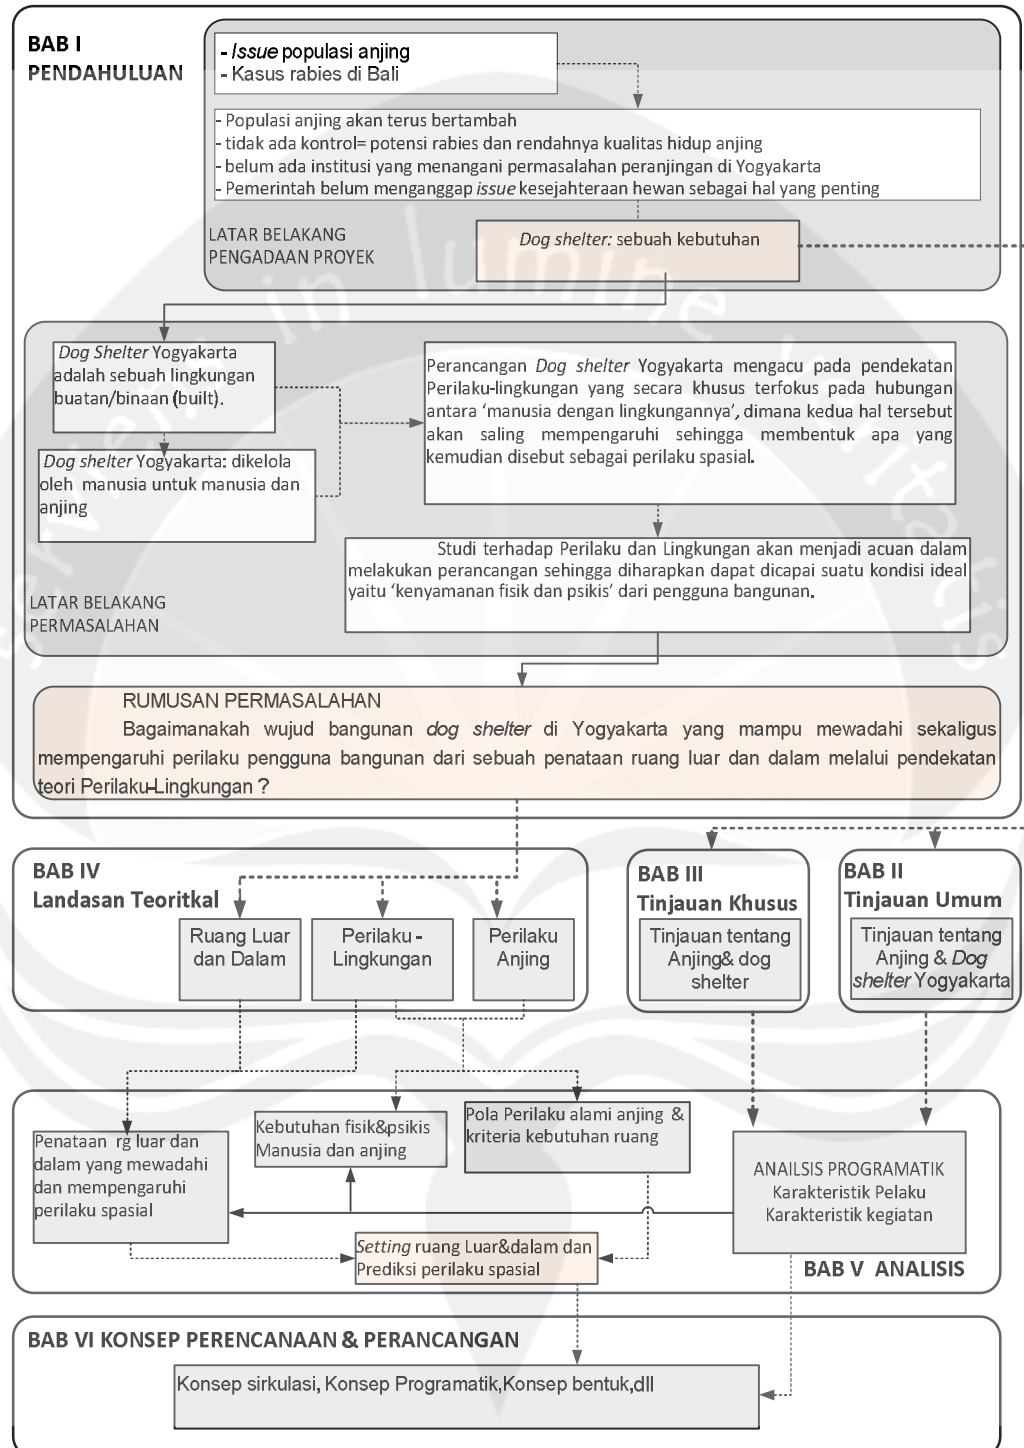 BAB I
PENDAHULUAN
- Issue populasi anjing
- Kasus rabies di Bali
- Populasi anjing akan terus bertambah
- tidak ada kontrol= potensi rabies dan rendahnya kualitas hidup anjing
- belum ada institusi yang menangani permasalahan peranjingan di Yogyakarta
- Pemerintah belum menganggap issue kesejahteraan hewan sebagai hal yang penting
LATAR BELAKANG
PENGADAAN PROYEK
Dog shelter: sebuah kebutuhan
Dog Shelter Yogyakarta
adalah sebuah lingkungan
buatan/binaan (built).
Dog shelter Yogyakarta: dikelola
oleh manusia untuk manusia dan
anjing
Perancangan Dog shelter Yogyakarta mengacu pada pendekatan
Perilaku-lingkungan yang secara khusus terfokus pada hubungan
antara ‘manusia dengan lingkungannya’, dimana kedua hal tersebut
akan saling mempengaruhi sehingga membentuk apa yang
kemudian disebut sebagai perilaku spasial.
Studi terhadap Perilaku dan Lingkungan akan menjadi acuan dalam
melakukan perancangan sehingga diharapkan dapat dicapai suatu kondisi ideal
yaitu ‘kenyamanan fisik dan psikis’ dari pengguna bangunan.
LATAR BELAKANG
PERMASALAHAN
RUMUSAN PERMASALAHAN
Bagaimanakah wujud bangunan dog shelter di Yogyakarta yang mampu mewadahi sekaligus
mempengaruhi perilaku pengguna bangunan dari sebuah penataan ruang luar dan dalam melalui pendekatan
teori Perilaku-Lingkungan ?
BAB IV
Landasan Teoritkal
Ruang Luar
dan Dalam
Perilaku -
Lingkungan
Perilaku
Anjing
BAB III
Tinjauan Khusus
Tinjauan tentang
Anjing& dog
shelter
BAB II
Tinjauan Umum
Tinjauan tentang
Anjing & Dog
shelter Yogyakarta
Penataan rg luar dan
dalam yang mewadahi
dan mempengaruhi
perilaku spasial
Kebutuhan fisik&psikis
Manusia dan anjing
Pola Perilaku alami anjing &
kriteria kebutuhan ruang
ANAILSIS PROGRAMATIK
Karakteristik Pelaku
Karakteristik kegiatan
Setting ruang Luar&dalam dan
Prediksi perilaku spasial
BAB V ANALISIS
BAB VI KONSEP PERENCANAAN & PERANCANGAN
Konsep sirkulasi, Konsep Programatik,Konsep bentuk,dll
serviens in lumine veritatis